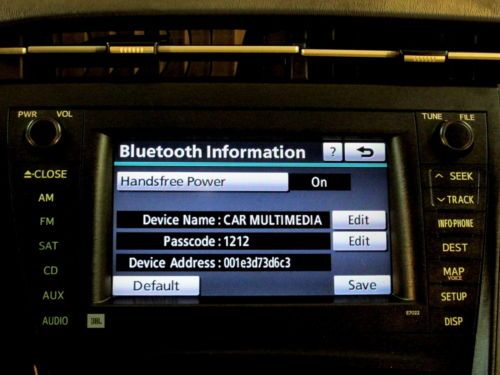 PWR VOL
TUNE FILE
Bluetooth Information ?
Handsfree Power On
Device Name : CAR MULTIMEDIA Edit
Passcode : 1212 Edit
Device Address : 001e3d73d6c3
Default Save
CLOSE
AM
FM
SAT
CD
AUX
AUDIO
JBL
SEEK
TRACK
INFO/PHONE
DEST
MAP
VOICE
SETUP
DISP
E7022